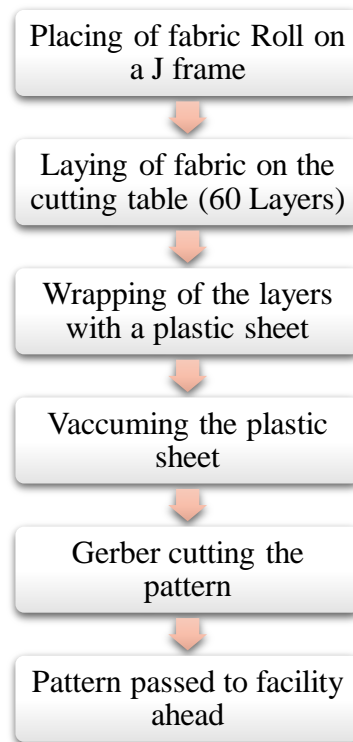 Placing of fabric Roll on
a J frame
Laying of fabric on the
cutting table (60 Layers)
Wrapping of the layers
with a plastic sheet
Vaccuming the plastic
sheet
Gerber cutting the
pattern
Pattern passed to facility
ahead